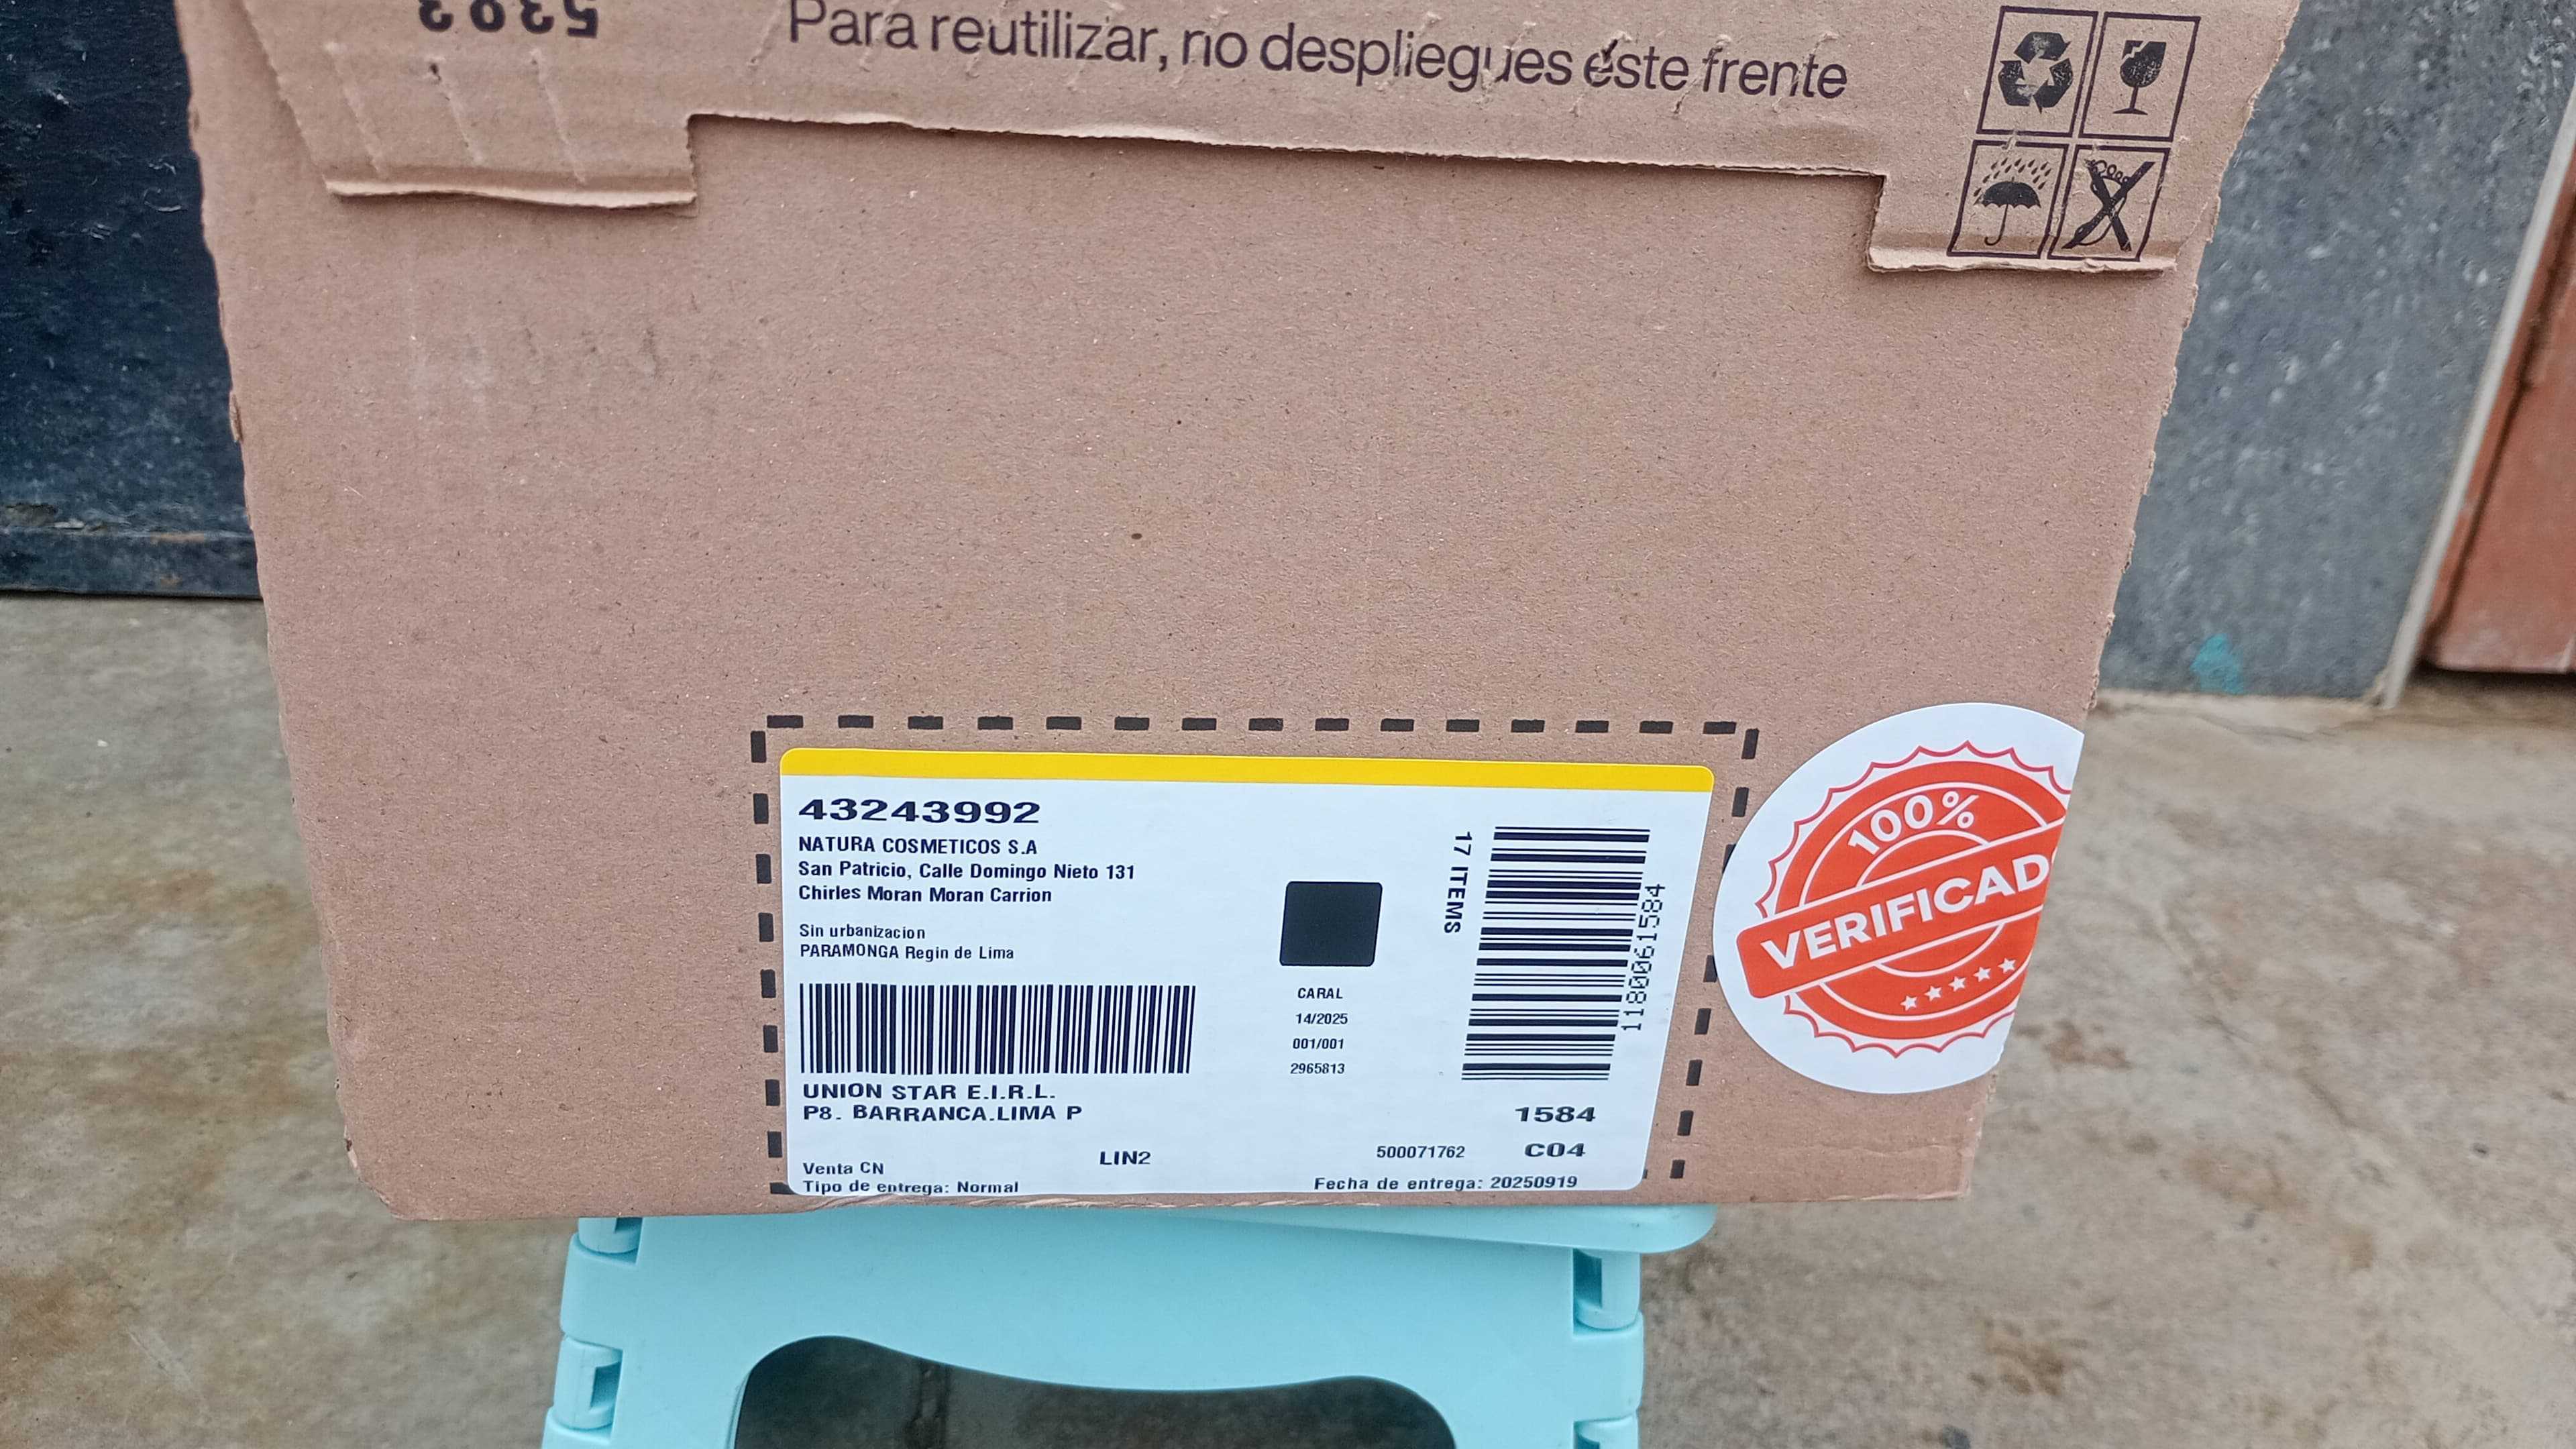 5393
Para reutilizar, no despliegues éste frente
43243992
NATURA COSMETICOS S.A
San Patricio, Calle Domingo Nieto 131
Chirles Moran Moran Carrion
Sin urbanizacion
PARAMONGA Regin de Lima
UNION STAR E.I.R.L.
P8. BARRANCA.LIMA P
Venta CN
Tipo de entrega: Normal
LIN2
CARAL
14/2025
001/001
2965813
17 ITEMS
1180061584
1584
500071762
C04
Fecha de entrega: 20250919
100%
VERIFICAD